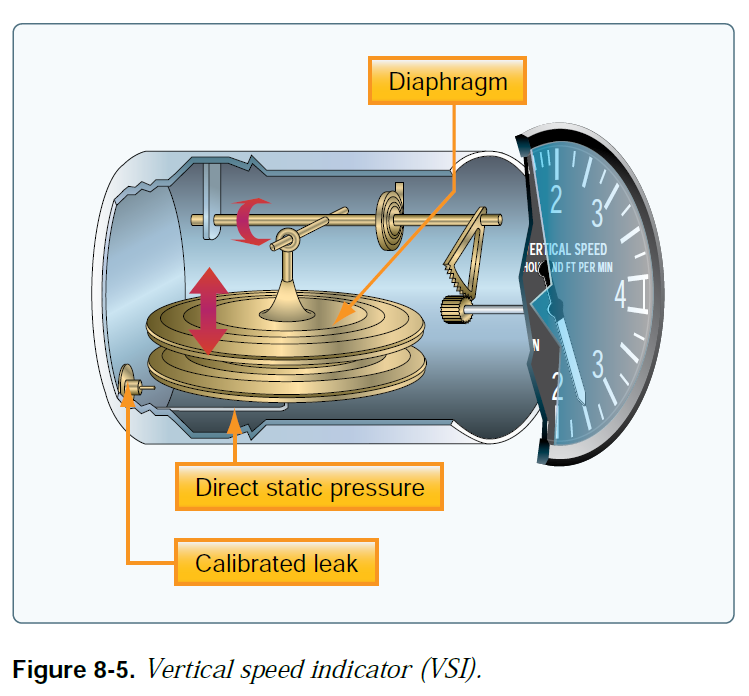 Diaphragm
2
3
ERTICAL SPEED
HOU ND FT PER MIN
4
N
3
2
Direct static pressure
Calibrated leak
Figure 8-5. Vertical speed indicator (VSI).